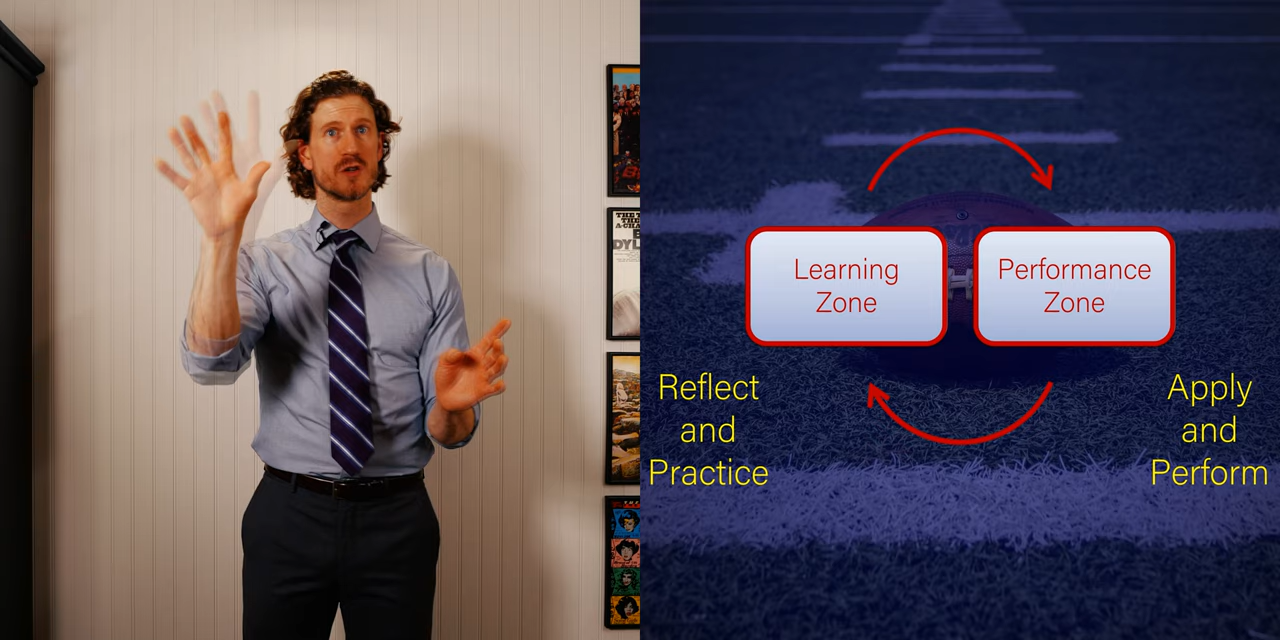 Learning
Zone
Performance
Zone
Reflect
and
Practice
Apply
and
Perform